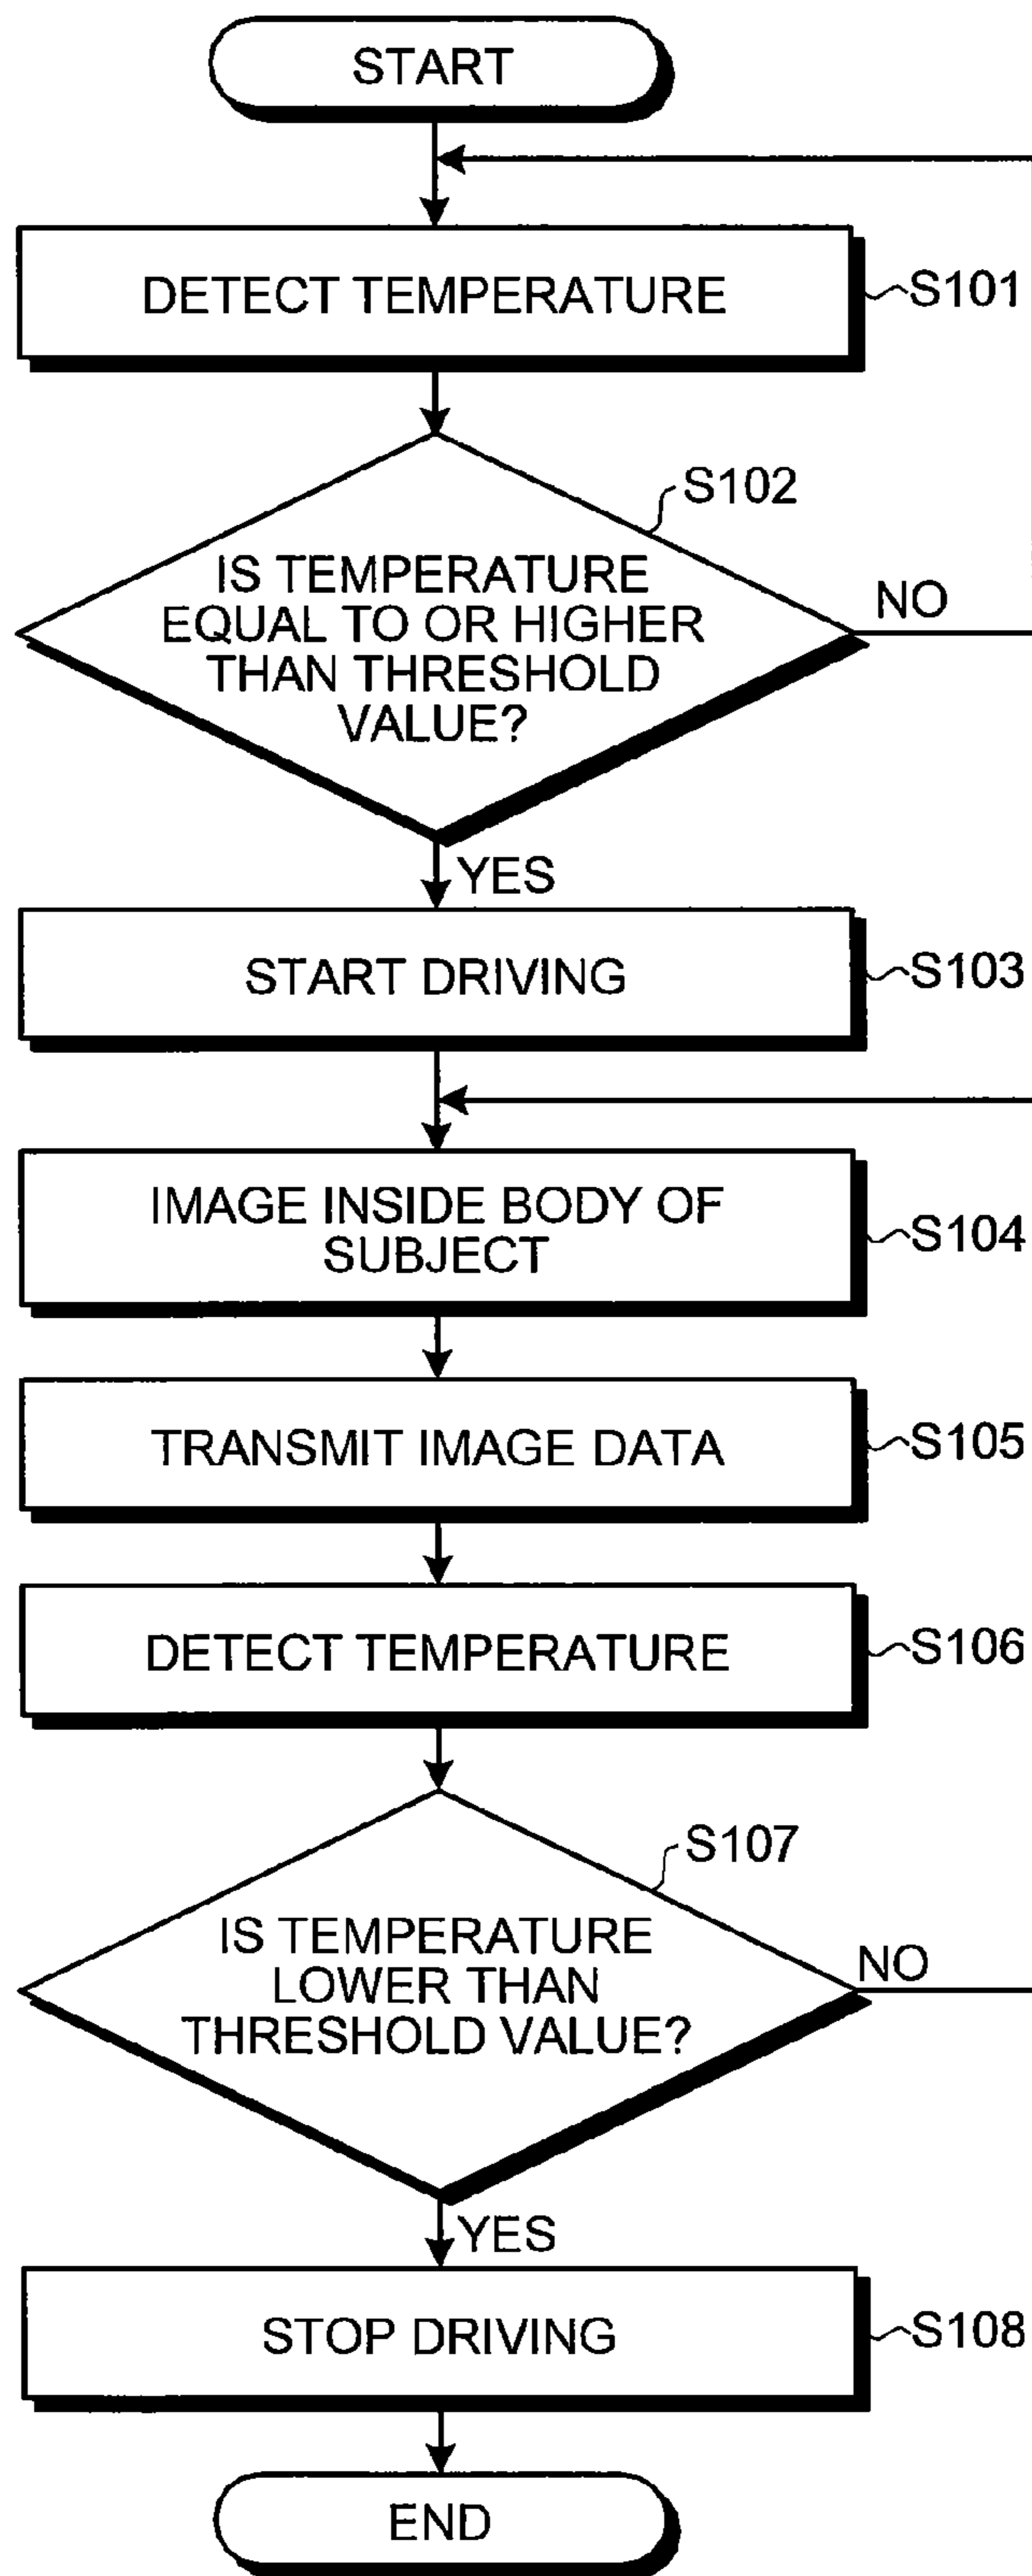 START
DETECT TEMPERATURE
S101
S102
IS TEMPERATURE
EQUAL TO OR HIGHER
THAN THRESHOLD
VALUE?
NO
YES
START DRIVING
S103
IMAGE INSIDE BODY OF
SUBJECT
S104
TRANSMIT IMAGE DATA
S105
DETECT TEMPERATURE
S106
S107
IS TEMPERATURE
LOWER THAN
THRESHOLD VALUE?
NO
YES
STOP DRIVING
S108
END